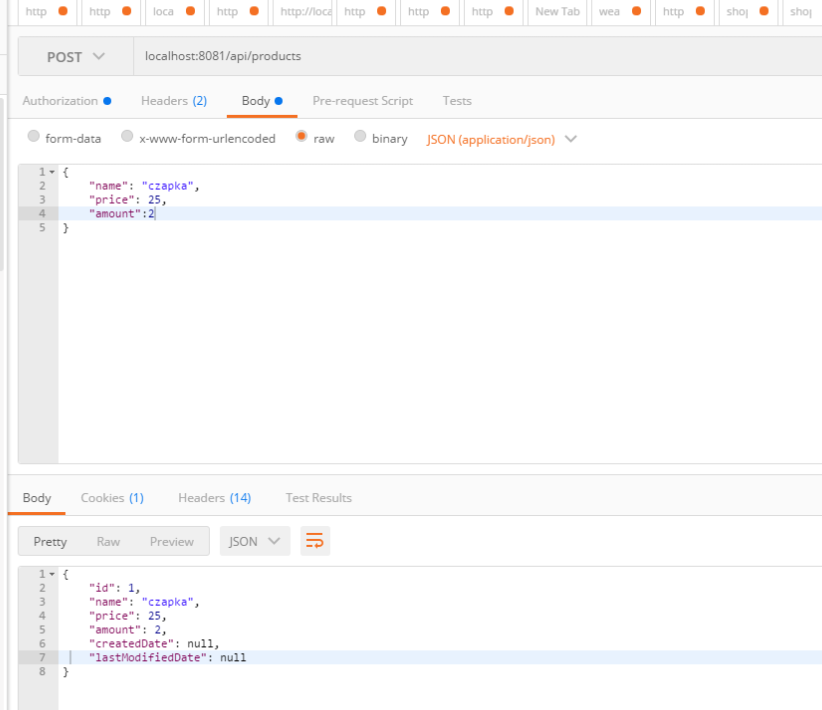 http http loca http http://loca http http http New Tab wea http shop shop
POST localhost:8081/api/products
Authorization Headers (2) Body Pre-request Script Tests
form-data x-www-form-urlencoded raw binary JSON (application/json)
1 {
2 "name": "czapka",
3 "price": 25,
4 "amount":2
5 }
Body Cookies (1) Headers (14) Test Results
Pretty Raw Preview JSON
1 {
2 "id": 1,
3 "name": "czapka",
4 "price": 25,
5 "amount": 2,
6 "createdDate": null,
7 "lastModifiedDate": null
8 }